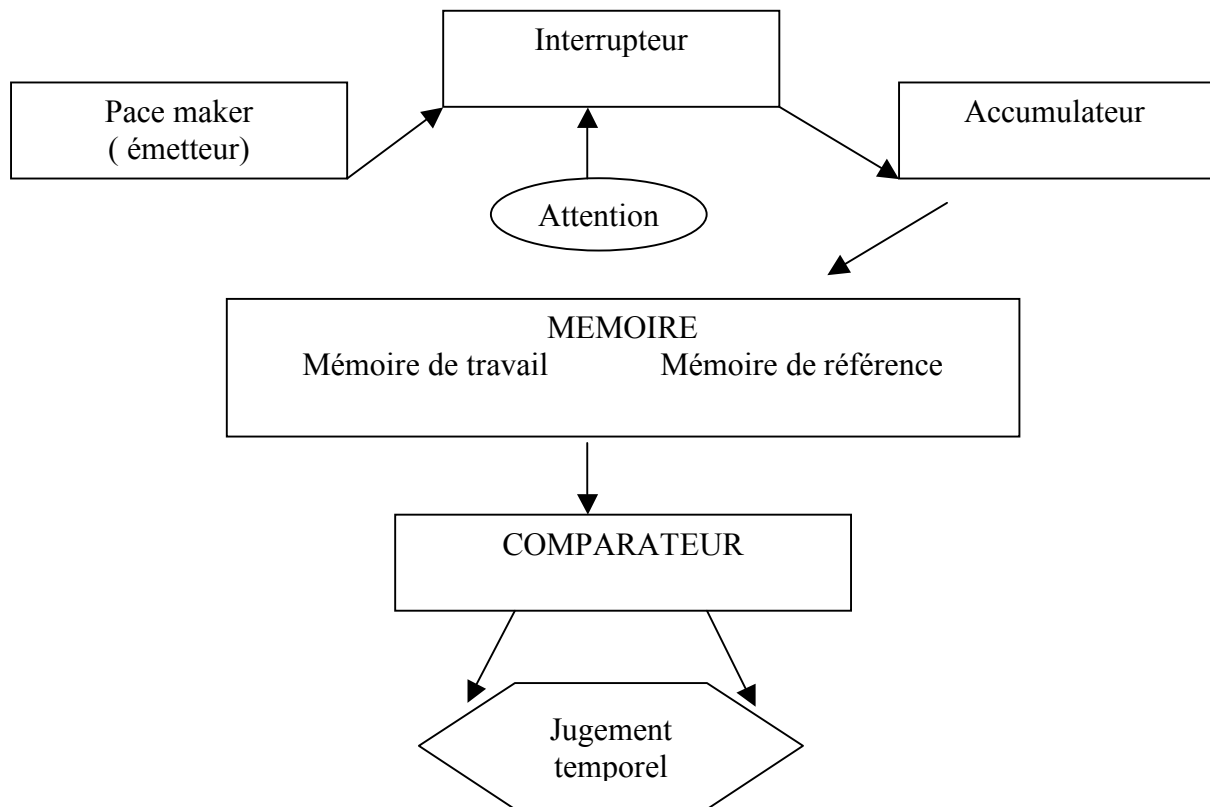 Interrupteur
Pace maker
( émetteur)
Accumulateur
Attention
MEMOIRE
Mémoire de travail Mémoire de référence
COMPARATEUR
Jugement
temporel